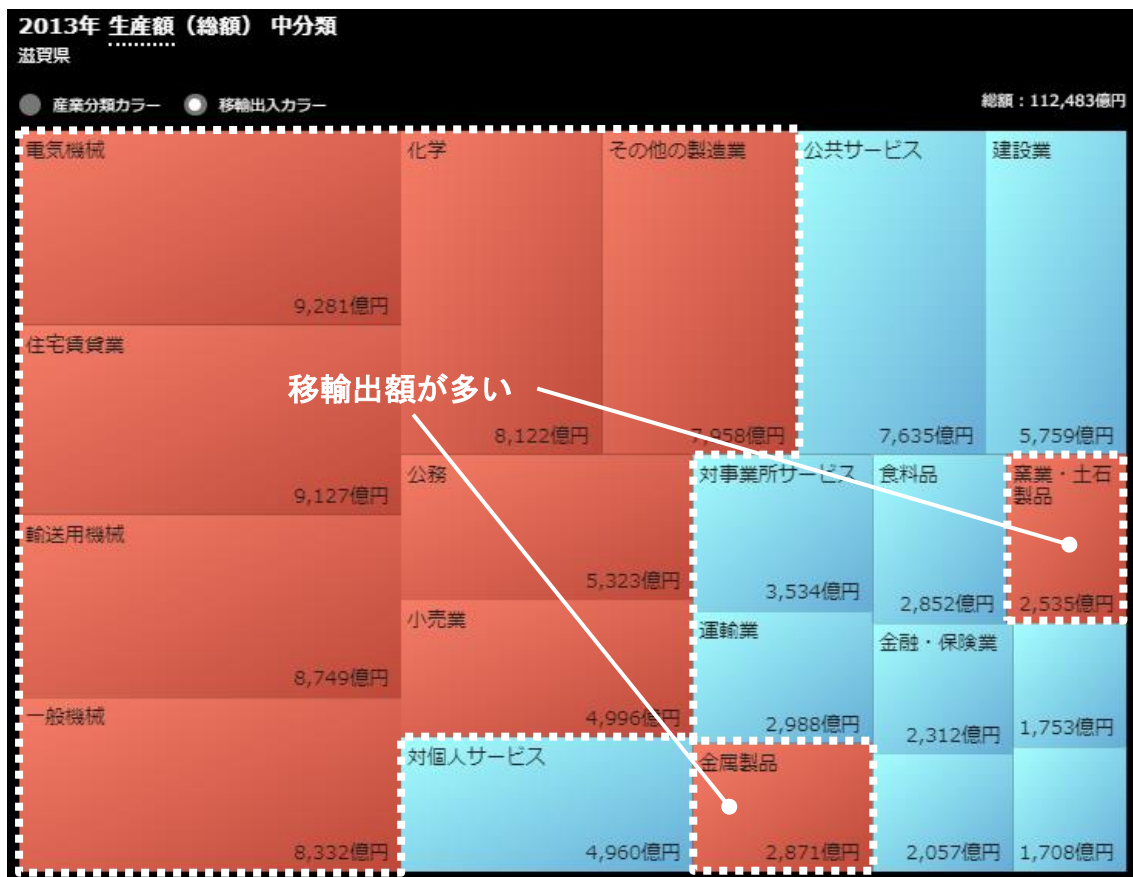 2013年 生産額（総額） 中分類
滋賀県
産業分類カラー 移輸出入カラー
総額：112,483億円
電気機械
9,281億円
住宅賃貸業
9,127億円
輸送用機械
8,749億円
一般機械
8,332億円
化学
8,122億円
その他の製造業
7,958億円
公共サービス
7,635億円
建設業
5,759億円
移輸出額が多い
公務
5,323億円
小売業
4,996億円
対個人サービス
4,960億円
対事業所サービス
3,534億円
運輸業
2,988億円
金属製品
2,871億円
食料品
2,852億円
窯業・土石
製品
2,535億円
金融・保険業
2,312億円
2,057億円
1,753億円
1,708億円